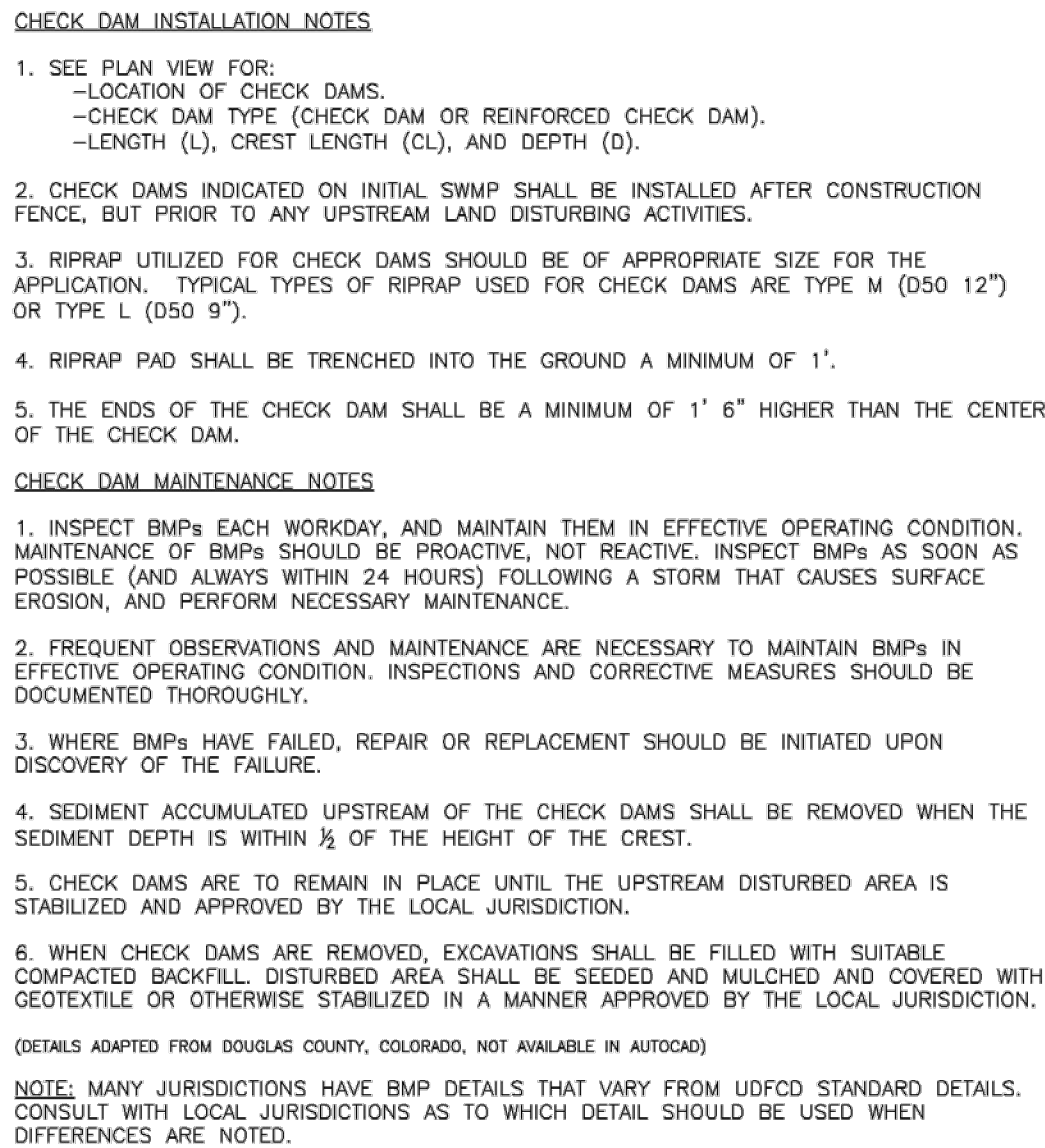 CHECK DAM INSTALLATION NOTES
1. SEE PLAN VIEW FOR:
–LOCATION OF CHECK DAMS.
–CHECK DAM TYPE (CHECK DAM OR REINFORCED CHECK DAM).
–LENGTH (L), CREST LENGTH (CL), AND DEPTH (D).
2. CHECK DAMS INDICATED ON INITIAL SWMP SHALL BE INSTALLED AFTER CONSTRUCTION
FENCE, BUT PRIOR TO ANY UPSTREAM LAND DISTURBING ACTIVITIES.
3. RIPRAP UTILIZED FOR CHECK DAMS SHOULD BE OF APPROPRIATE SIZE FOR THE
APPLICATION. TYPICAL TYPES OF RIPRAP USED FOR CHECK DAMS ARE TYPE M (D50 12")
OR TYPE L (D50 9").
4. RIPRAP PAD SHALL BE TRENCHED INTO THE GROUND A MINIMUM OF 1'.
5. THE ENDS OF THE CHECK DAM SHALL BE A MINIMUM OF 1' 6" HIGHER THAN THE CENTER
OF THE CHECK DAM.
CHECK DAM MAINTENANCE NOTES
1. INSPECT BMPs EACH WORKDAY, AND MAINTAIN THEM IN EFFECTIVE OPERATING CONDITION.
MAINTENANCE OF BMPs SHOULD BE PROACTIVE, NOT REACTIVE. INSPECT BMPs AS SOON AS
POSSIBLE (AND ALWAYS WITHIN 24 HOURS) FOLLOWING A STORM THAT CAUSES SURFACE
EROSION, AND PERFORM NECESSARY MAINTENANCE.
2. FREQUENT OBSERVATIONS AND MAINTENANCE ARE NECESSARY TO MAINTAIN BMPs IN
EFFECTIVE OPERATING CONDITION. INSPECTIONS AND CORRECTIVE MEASURES SHOULD BE
DOCUMENTED THOROUGHLY.
3. WHERE BMPs HAVE FAILED, REPAIR OR REPLACEMENT SHOULD BE INITIATED UPON
DISCOVERY OF THE FAILURE.
4. SEDIMENT ACCUMULATED UPSTREAM OF THE CHECK DAMS SHALL BE REMOVED WHEN THE
SEDIMENT DEPTH IS WITHIN ½ OF THE HEIGHT OF THE CREST.
5. CHECK DAMS ARE TO REMAIN IN PLACE UNTIL THE UPSTREAM DISTURBED AREA IS
STABILIZED AND APPROVED BY THE LOCAL JURISDICTION.
6. WHEN CHECK DAMS ARE REMOVED, EXCAVATIONS SHALL BE FILLED WITH SUITABLE
COMPACTED BACKFILL. DISTURBED AREA SHALL BE SEEDED AND MULCHED AND COVERED WITH
GEOTEXTILE OR OTHERWISE STABILIZED IN A MANNER APPROVED BY THE LOCAL JURISDICTION.
(DETAILS ADAPTED FROM DOUGLAS COUNTY, COLORADO, NOT AVAILABLE IN AUTOCAD)
NOTE: MANY JURISDICTIONS HAVE BMP DETAILS THAT VARY FROM UDFCD STANDARD DETAILS.
CONSULT WITH LOCAL JURISDICTIONS AS TO WHICH DETAIL SHOULD BE USED WHEN
DIFFERENCES ARE NOTED.